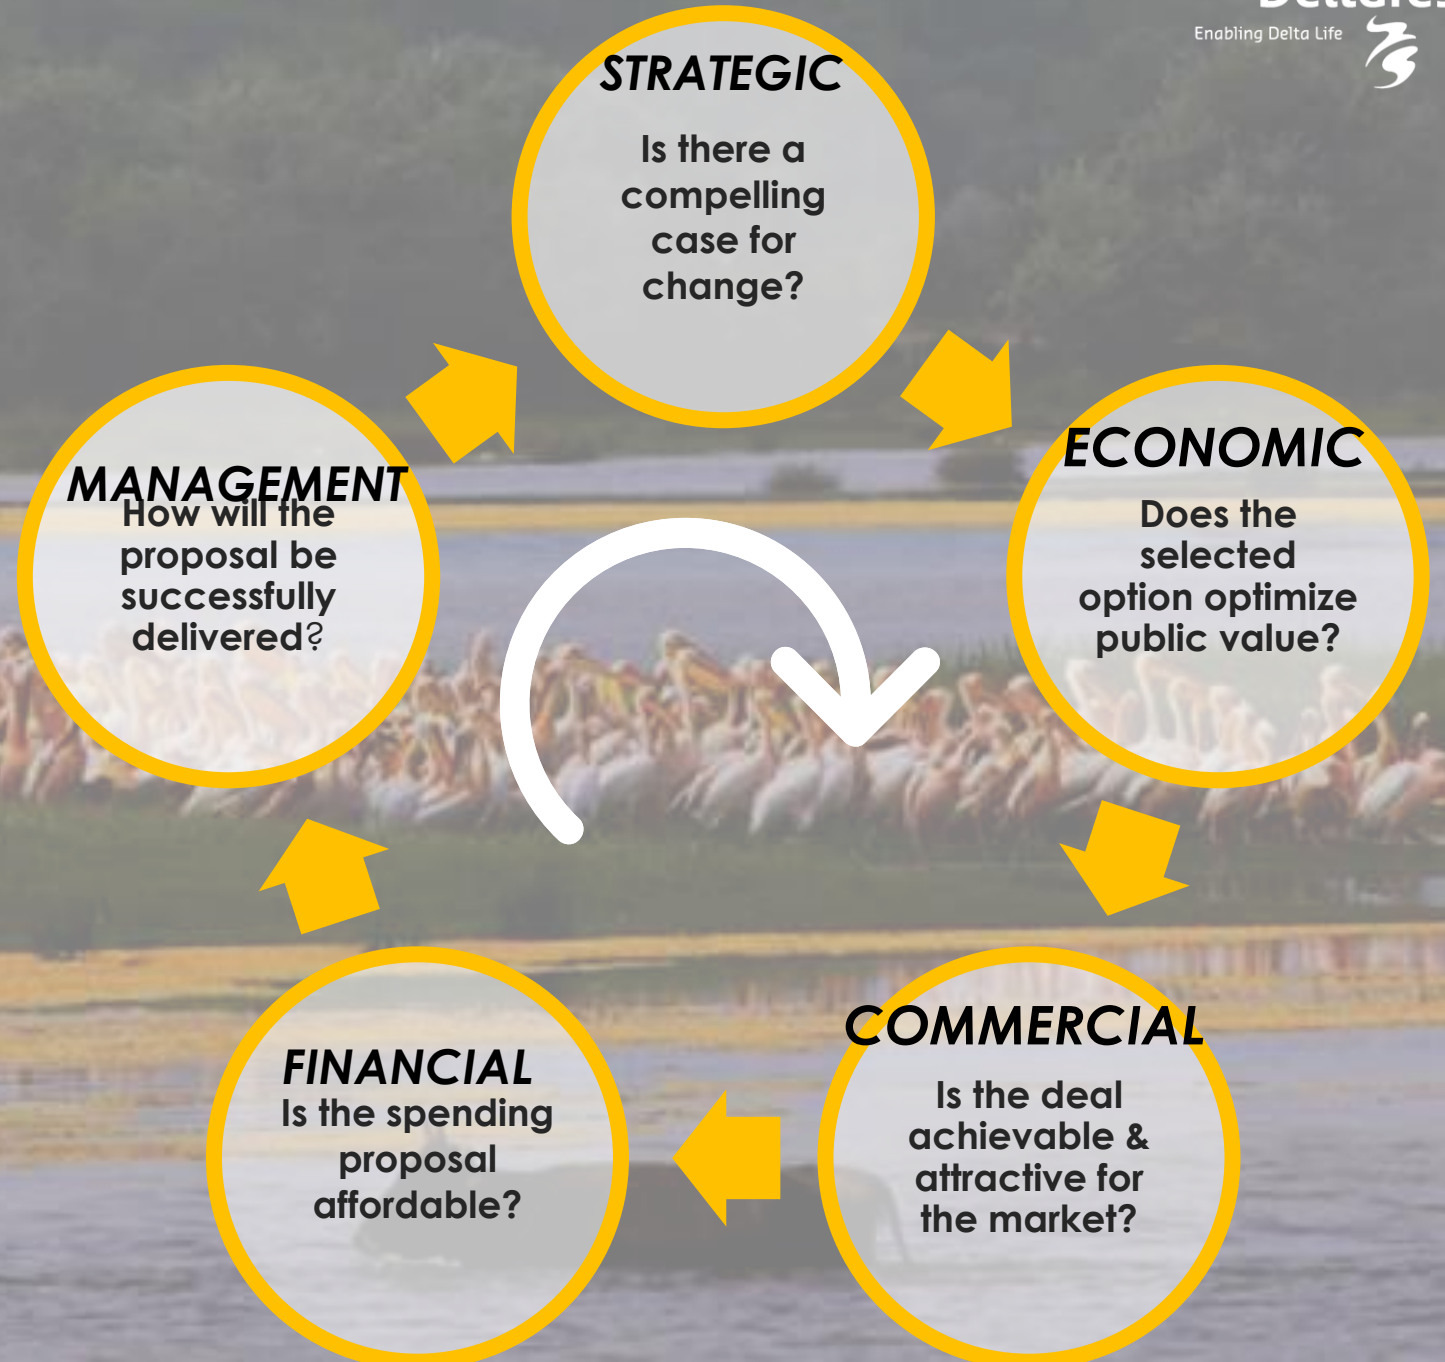 Enabling Delta Life
STRATEGIC
Is there a
compelling
case for
change?
ECONOMIC
Does the
selected
option optimize
public value?
COMMERCIAL
Is the deal
achievable &
attractive for
the market?
FINANCIAL
Is the spending
proposal
affordable?
MANAGEMENT
How will the
proposal be
successfully
delivered?